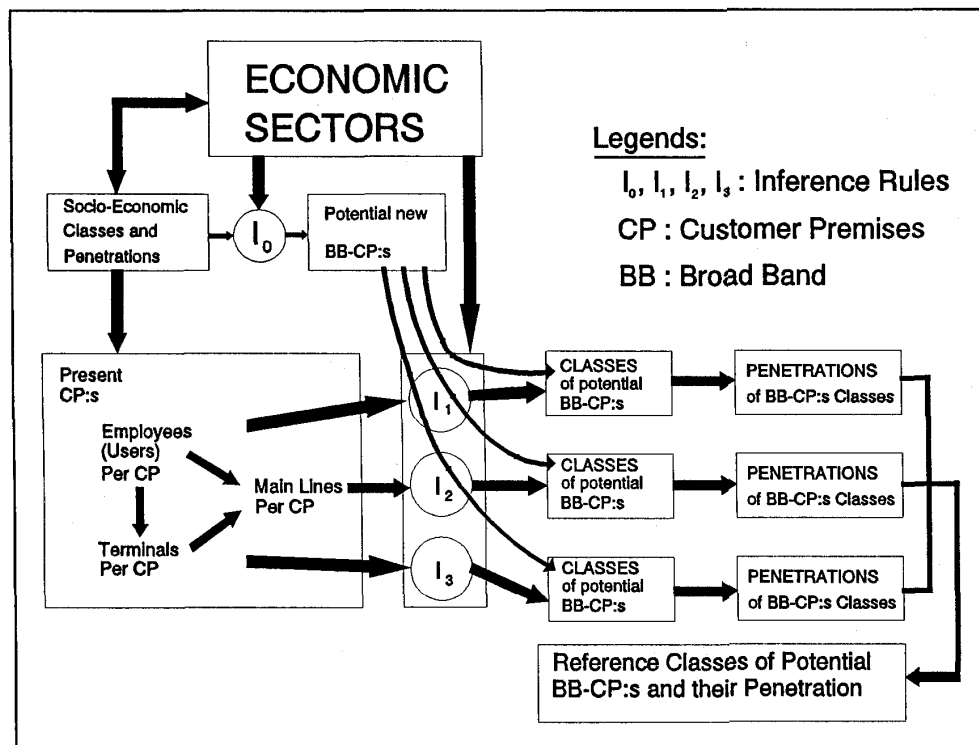 ECONOMIC
SECTORS
Legends:
I₀, I₁, I₂, I₃ : Inference Rules
CP : Customer Premises
BB : Broad Band
Socio-Economic
Classes and
Penetrations
I₀
Potential new
BB-CP:s
Present
CP:s
Employees
(Users)
Per CP
Terminals
Per CP
Main Lines
Per CP
I₁
I₂
I₃
CLASSES
of potential
BB-CP:s
PENETRATIONS
of BB-CP:s Classes
CLASSES
of potential
BB-CP:s
PENETRATIONS
of BB-CP:s Classes
CLASSES
of potential
BB-CP:s
PENETRATIONS
of BB-CP:s Classes
Reference Classes of Potential
BB-CP:s and their Penetration